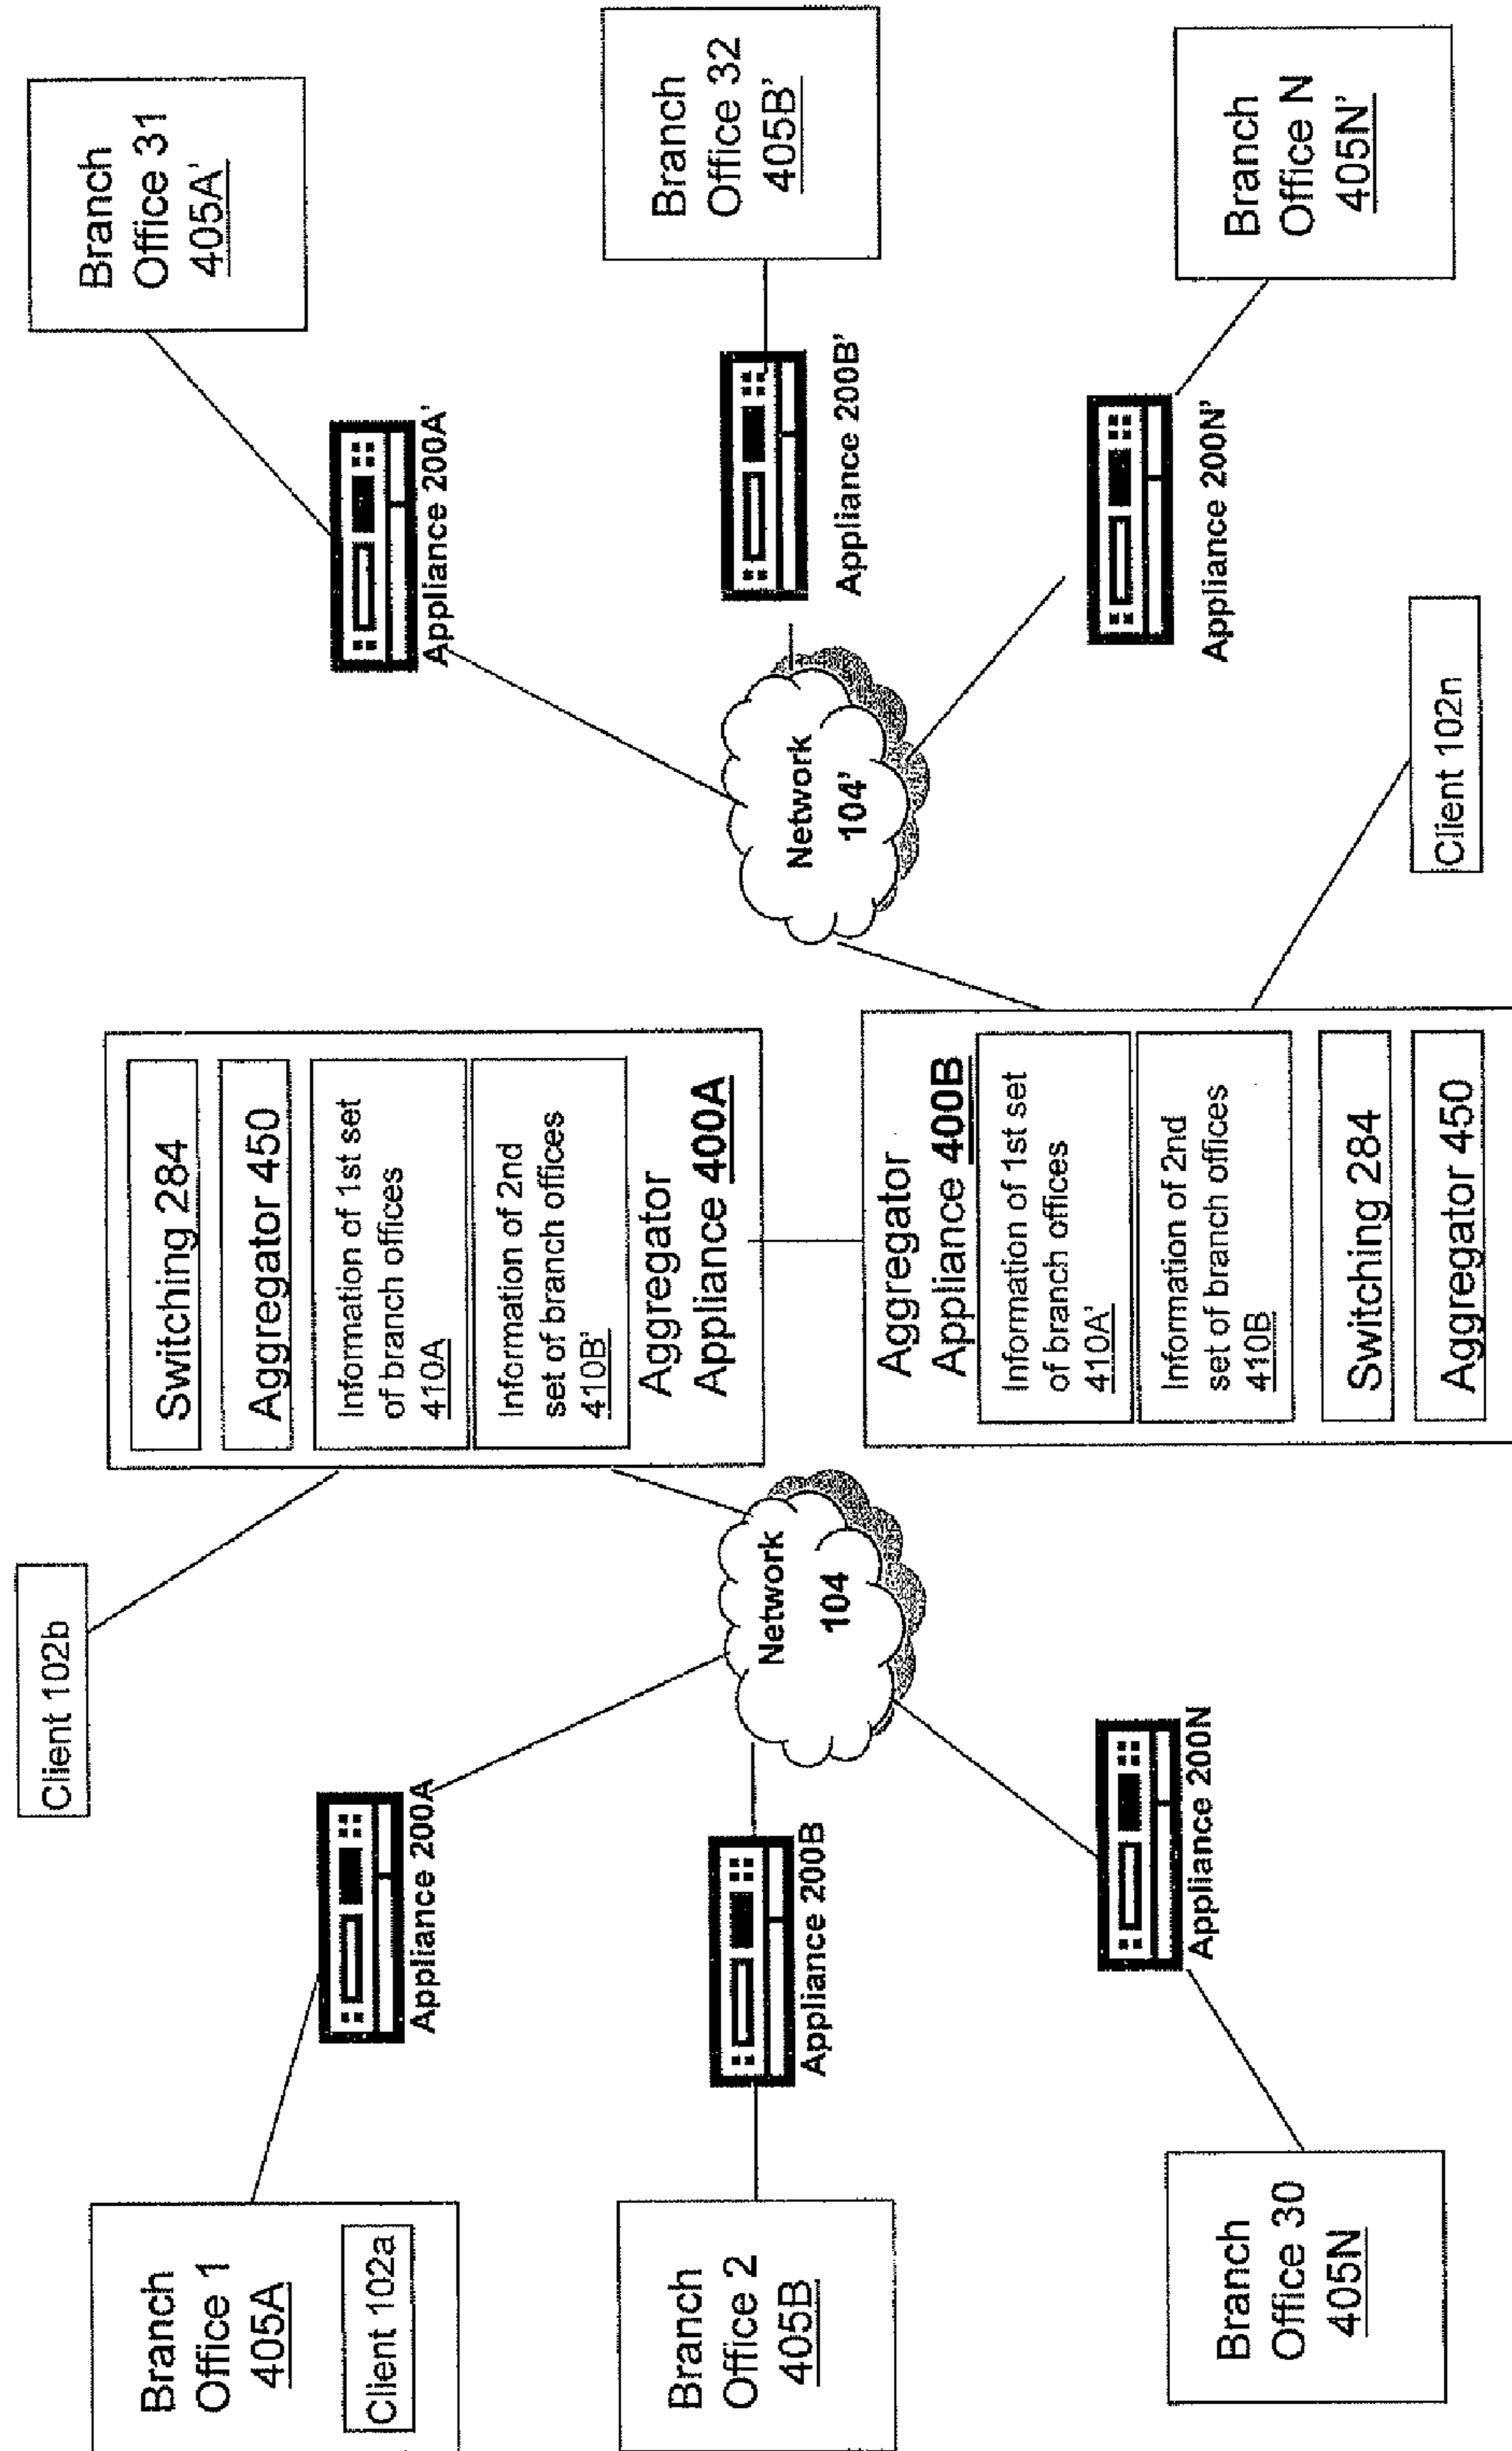 Branch
Office 1
405A
Client 102a
Branch
Office 2
405B
Branch
Office 30
405N
Appliance 200A
Appliance 200B
Appliance 200N
Client 102b
Network
104
Switching 284
Aggregator 450
Information of 1st set
of branch offices
410A
Information of 2nd
set of branch offices
410B'
Aggregator
Appliance 400A
Aggregator
Appliance 400B
Information of 1st set
of branch offices
410A'
Information of 2nd
set of branch offices
410B
Switching 284
Aggregator 450
Network
104'
Client 102n
Appliance 200A'
Appliance 200B'
Appliance 200N'
Branch
Office 31
405A'
Branch
Office 32
405B'
Branch
Office N
405N'